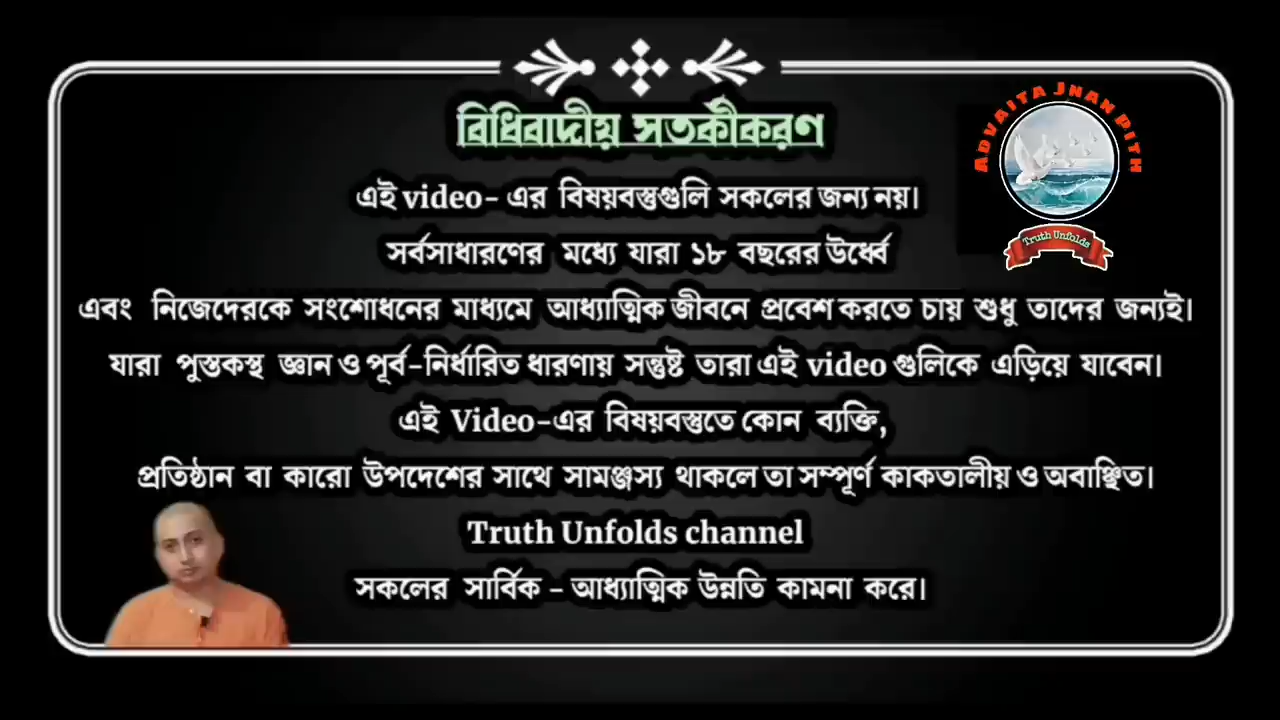 বিধিবাদীয় সতর্কীকরণ
ADVAITA JNAN PITH
Truth Unfolds
এই video- এর বিষয়বস্তুগুলি সকলের জন্য নয়।
সর্বসাধারণের মধ্যে যারা ১৮ বছরের উর্ধ্বে
এবং নিজেদেরকে সংশোধনের মাধ্যমে আধ্যাত্মিক জীবনে প্রবেশ করতে চায় শুধু তাদের জন্যই।
যারা পুস্তকস্থ জ্ঞান ও পূর্ব-নির্ধারিত ধারণায় সন্তুষ্ট তারা এই video গুলিকে এড়িয়ে যাবেন।
এই Video-এর বিষয়বস্তুতে কোন ব্যক্তি,
প্রতিষ্ঠান বা কারো উপদেশের সাথে সামঞ্জস্য থাকলে তা সম্পূর্ণ কাকতালীয় ও অবাঞ্ছিত।
Truth Unfolds channel
সকলের সার্বিক - আধ্যাত্মিক উন্নতি কামনা করে।